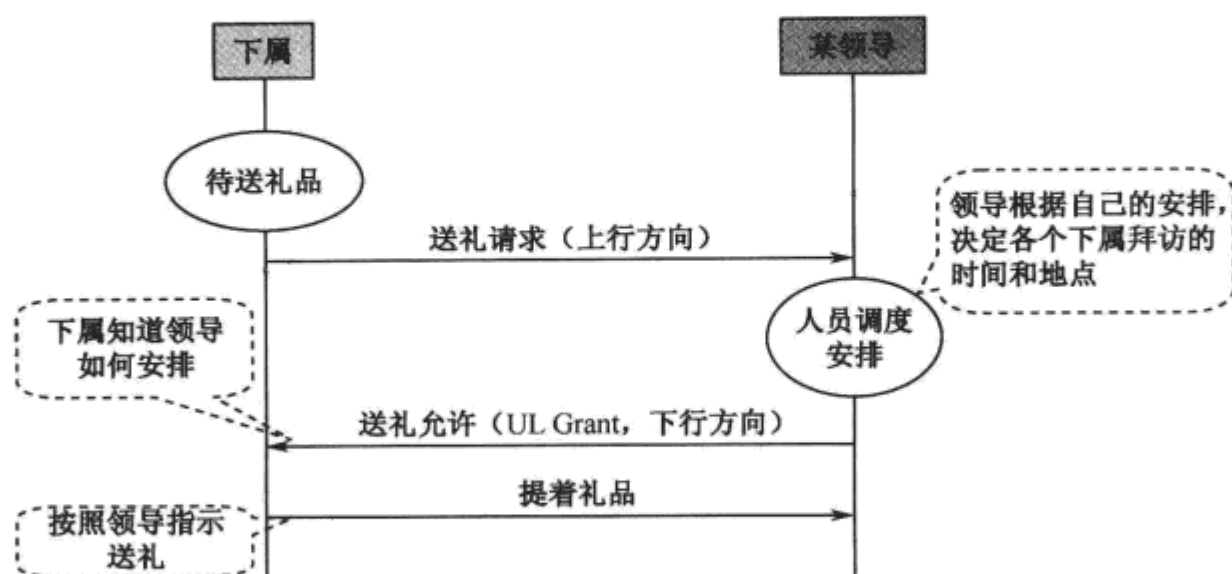 下属
某领导
待送礼品
领导根据自己的安排，
决定各个下属拜访的
时间和地点
送礼请求（上行方向）
人员调度
安排
下属知道领导
如何安排
送礼允许（UL Grant，下行方向）
提着礼品
按照领导指示
送礼